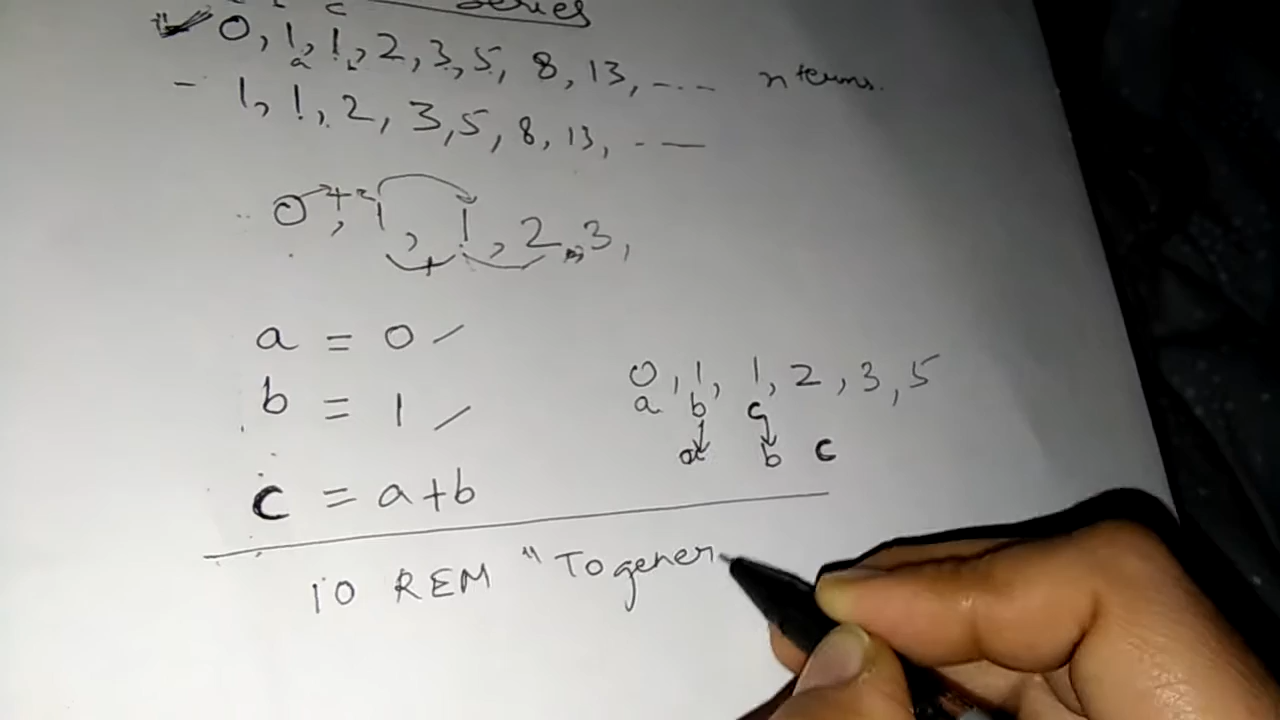 Series
0, 1, 1, 2, 3, 5, 8, 13, .... n terms.
a b
- 1, 1, 2, 3, 5, 8, 13, - —
0 + , 1 , 1 , 2 , 3 ,
+
a = 0
b = 1
c = a+b
0, 1, 1, 2, 3, 5
a b c
a b c
10 REM " To gener